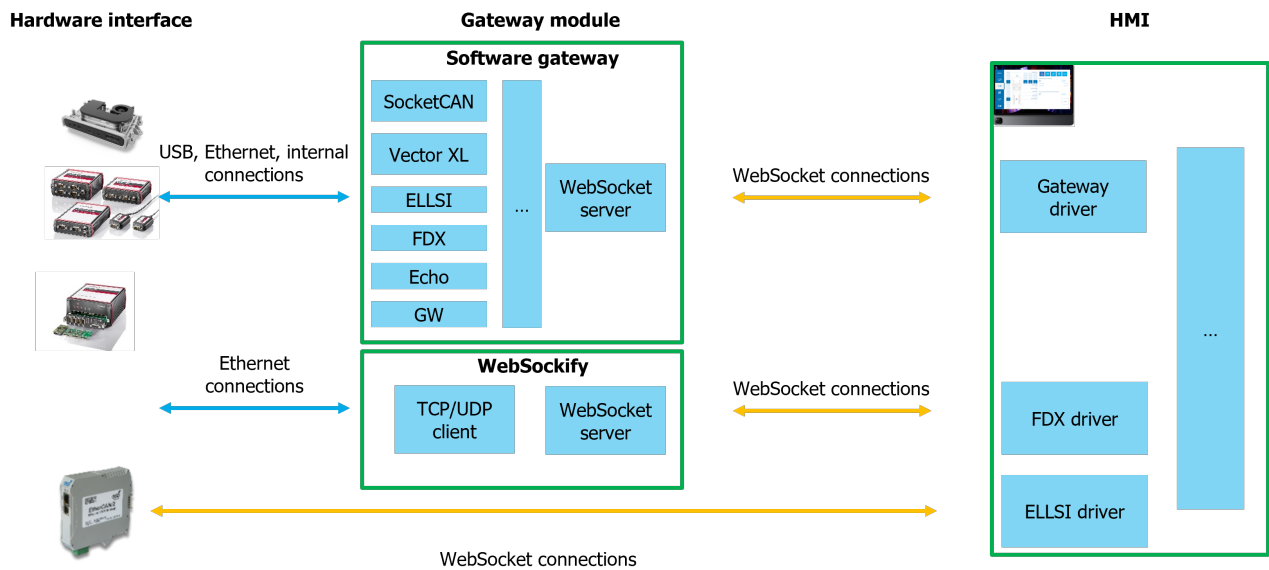 Hardware interface
Gateway module
HMI
Software gateway
SocketCAN
Vector XL
ELLSI
FDX
Echo
GW
...
WebSocket
server
USB, Ethernet, internal
connections
WebSocket connections
Gateway
driver
...
WebSockify
TCP/UDP
client
WebSocket
server
Ethernet
connections
WebSocket connections
FDX driver
ELLSI driver
EtherCAN/2
WebSocket connections